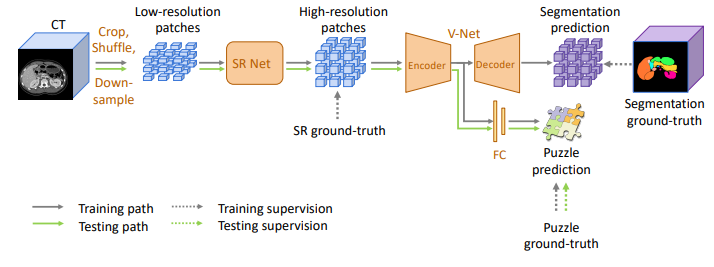 CT
Crop,
Shuffle,
Down-
sample
Low-resolution
patches
SR Net
High-resolution
patches
SR ground-truth
V-Net
Encoder
Decoder
FC
Segmentation
prediction
Segmentation
ground-truth
Puzzle
prediction
Puzzle
ground-truth
Training path
Testing path
Training supervision
Testing supervision